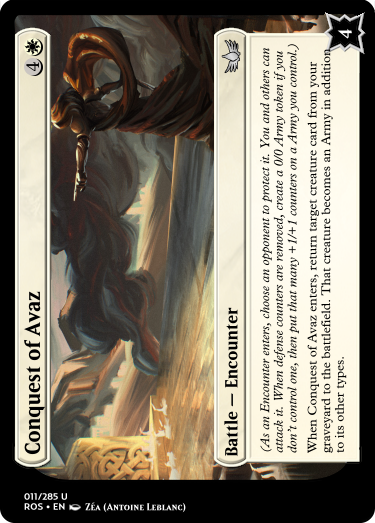 Conquest of Avaz 4
Battle — Encounter
(As an Encounter enters, choose an opponent to protect it. You and others can
attack it. When defense counters are removed, create a 0/0 Army token if you
don't control one, then put that many +1/+1 counters on a Army you control.)
When Conquest of Avaz enters, return target creature card from your
graveyard to the battlefield. That creature becomes an Army in addition
to its other types.
4
011/285 U
ROS • EN Zéa (Antoine Leblanc)